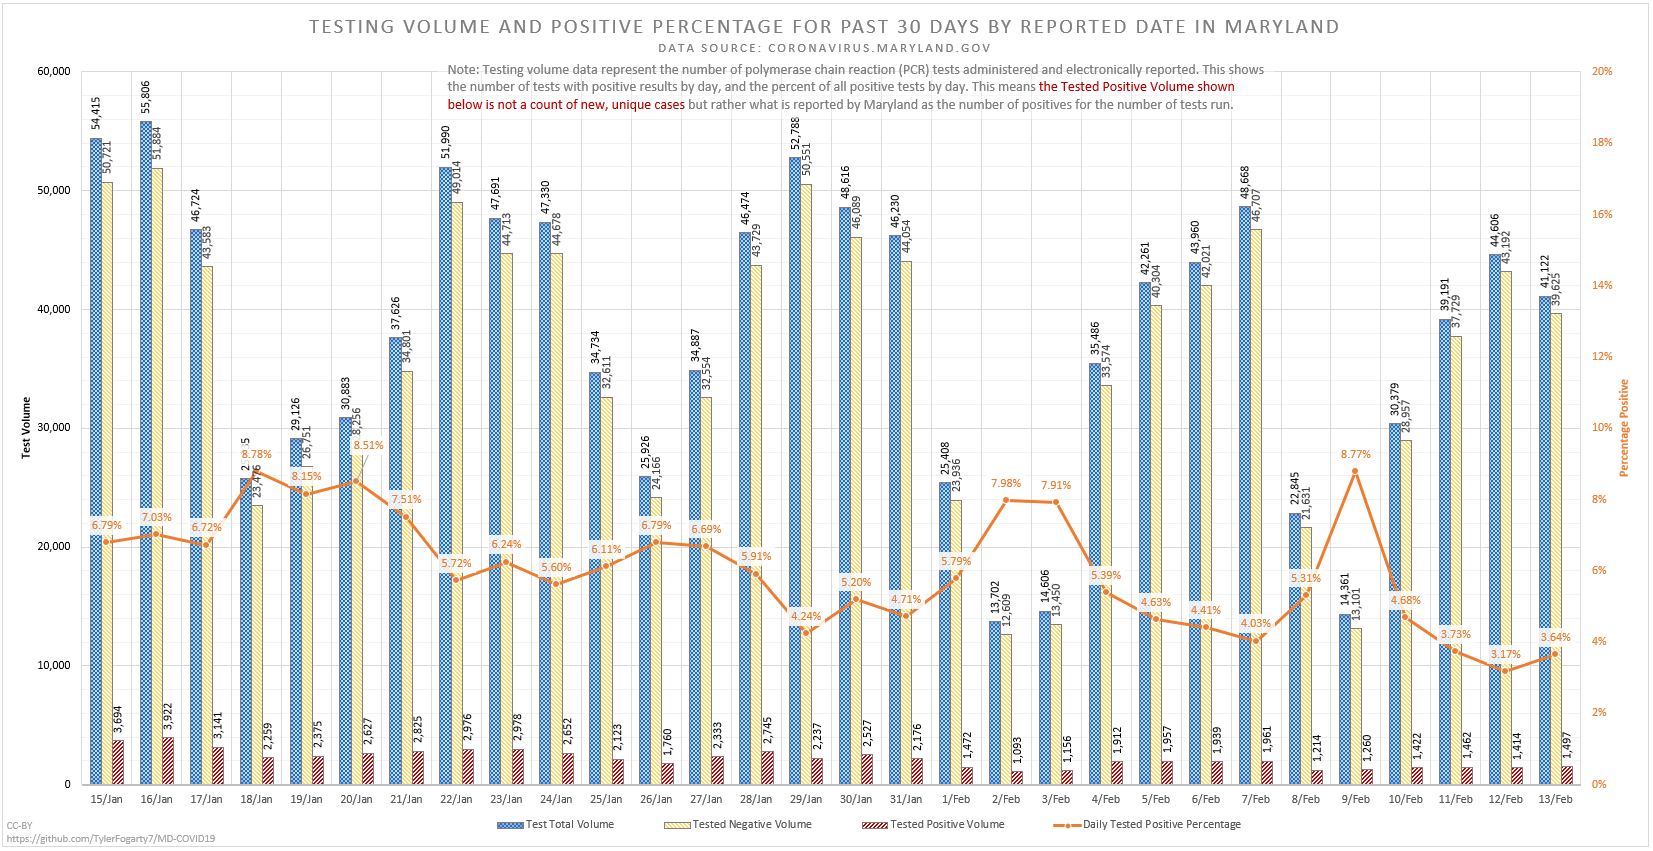 TESTING VOLUME AND POSITIVE PERCENTAGE FOR PAST 30 DAYS BY REPORTED DATE IN MARYLAND
DATA SOURCE: CORONAVIRUS.MARYLAND.GOV
Note: Testing volume data represent the number of polymerase chain reaction (PCR) tests administered and electronically reported. This shows
the number of tests with positive results by day, and the percent of all positive tests by day. This means the Tested Positive Volume shown
below is not a count of new, unique cases but rather what is reported by Maryland as the number of positives for the number of tests run.
Test Volume
60,000
50,000
40,000
30,000
20,000
10,000
0
Percentage Positive
20%
18%
16%
14%
12%
10%
8%
6%
4%
2%
0%
54,415 50,721 6.79% 3,694
55,806 51,884 7.03% 3,922
46,724 43,583 6.72% 3,141
8.78% 2,259
29,126 26,751 8.15% 2,375
30,883 8,256 8.51% 2,627
37,626 34,801 7.51% 2,825
51,990 49,014 5.72% 2,976
47,691 44,713 6.24% 2,978
47,330 44,678 5.60% 2,652
34,734 32,611 6.11% 2,123
25,926 24,166 6.79% 1,760
34,887 32,554 6.69% 2,333
46,474 43,729 5.91% 2,745
52,788 50,551 4.24% 2,237
48,616 46,089 5.20% 2,527
46,230 44,054 4.71% 2,176
25,408 23,936 5.79% 1,472
13,702 12,609 7.98% 1,093
14,606 13,450 7.91% 1,156
35,486 33,574 5.39% 1,912
42,261 40,304 4.63% 1,957
43,960 42,021 4.41% 1,939
48,668 46,707 4.03% 1,961
22,845 21,631 5.31% 1,214
14,361 13,101 8.77% 1,260
30,379 28,957 4.68% 1,422
39,191 37,729 3.73% 1,462
44,606 43,192 3.17% 1,414
41,122 39,625 3.64% 1,497
15/Jan 16/Jan 17/Jan 18/Jan 19/Jan 20/Jan 21/Jan 22/Jan 23/Jan 24/Jan 25/Jan 26/Jan 27/Jan 28/Jan 29/Jan 30/Jan 31/Jan 1/Feb 2/Feb 3/Feb 4/Feb 5/Feb 6/Feb 7/Feb 8/Feb 9/Feb 10/Feb 11/Feb 12/Feb 13/Feb
Test Total Volume Tested Negative Volume Tested Positive Volume Daily Tested Positive Percentage
CC-BY
https://github.com/TylerFogarty7/MD-COVID19